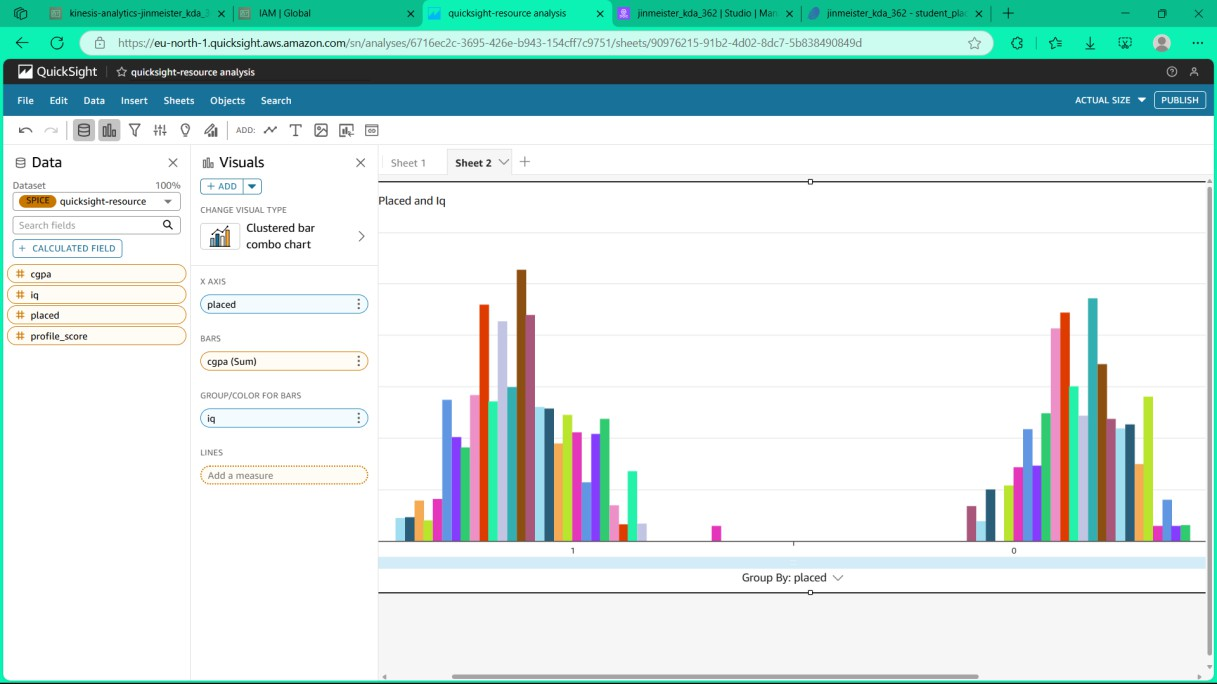 kinesis-analytics-jinmeister_kda_3
IAM | Global
quicksight-resource analysis
jinmeister_kda_362 | Studio | Man
jinmeister_kda_362 - student_pla
https://eu-north-1.quicksight.aws.amazon.com/sn/analyses/6716ec2c-3695-426e-b943-154cff7c9751/sheets/90976215-91b2-4d02-8dc7-5b838490849d
QuickSight
quicksight-resource analysis
File Edit Data Insert Sheets Objects Search
ACTUAL SIZE
PUBLISH
ADD:
Data
Dataset
100%
SPICE quicksight-resource
Search fields
+ CALCULATED FIELD
# cgpa
# iq
# placed
# profile_score
Visuals
+ ADD
CHANGE VISUAL TYPE
Clustered bar
combo chart
X AXIS
placed
BARS
cgpa (Sum)
GROUP/COLOR FOR BARS
iq
LINES
Add a measure
Sheet 1
Sheet 2
Placed and Iq
1
0
Group By: placed